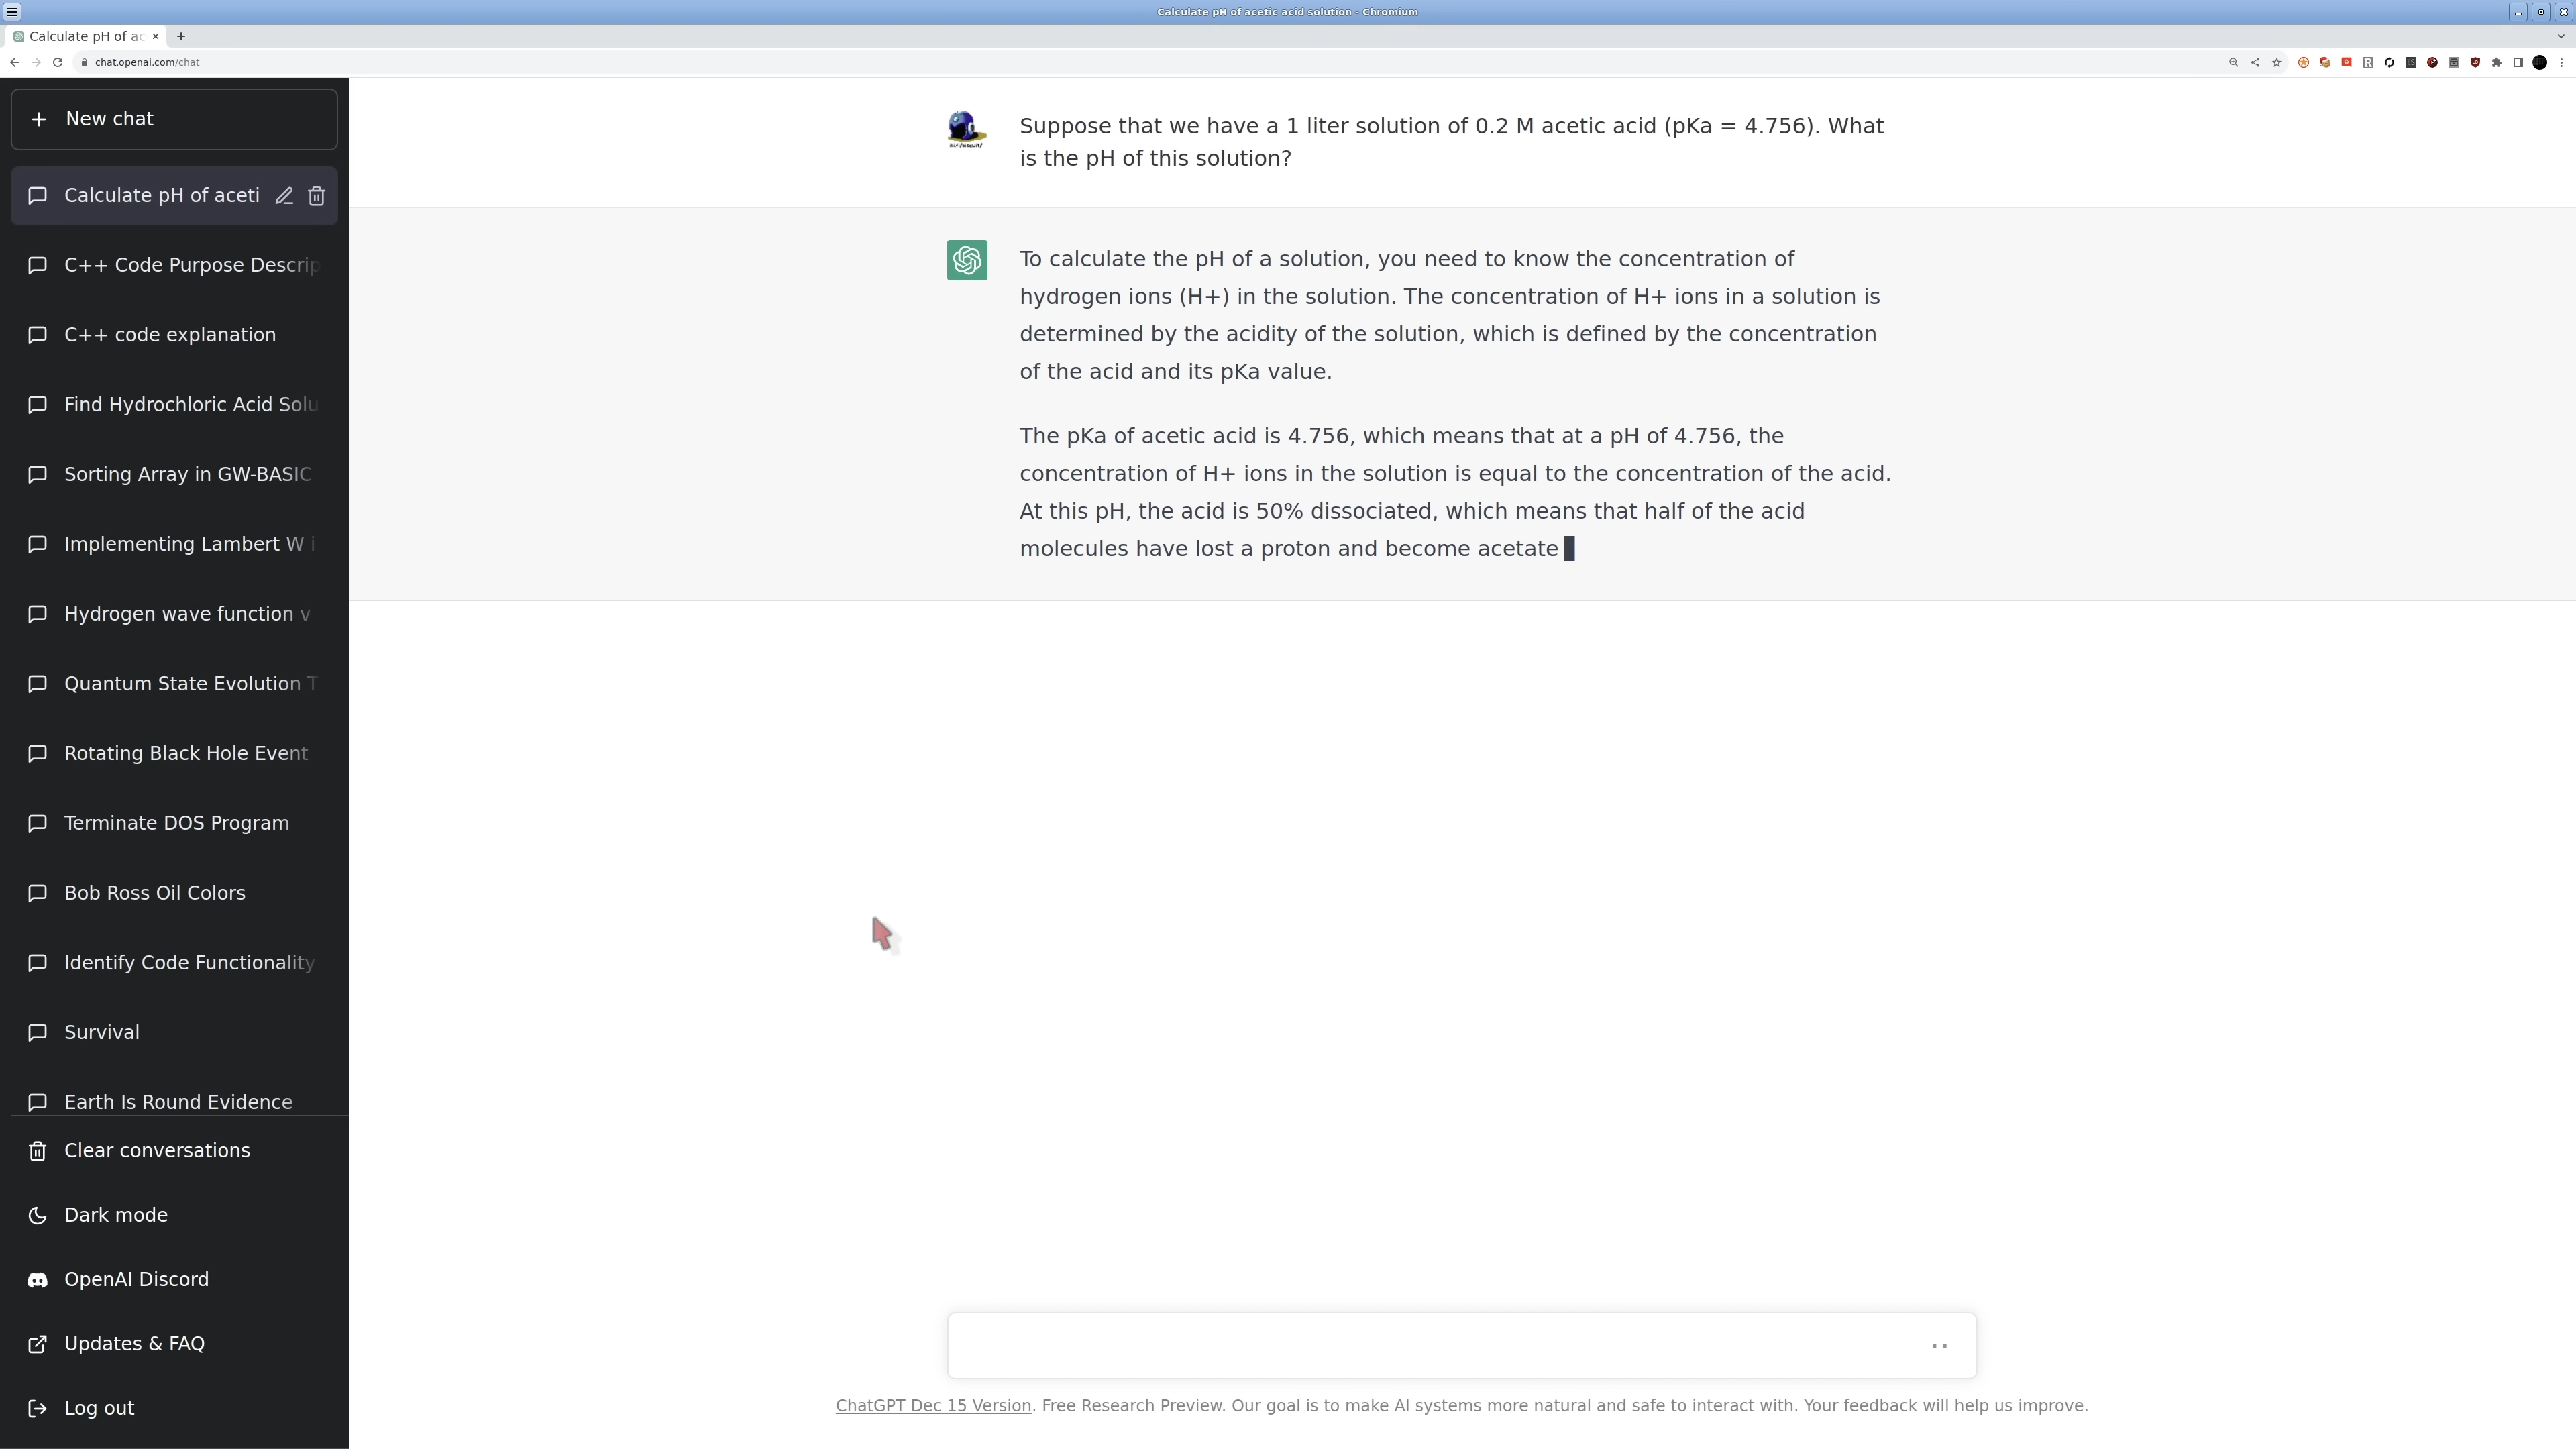 Calculate pH of acetic acid solution - Chromium
Calculate pH of ac
chat.openai.com/chat
New chat
Calculate pH of aceti
C++ Code Purpose Descrip
C++ code explanation
Find Hydrochloric Acid Solu
Sorting Array in GW-BASIC
Implementing Lambert W i
Hydrogen wave function v
Quantum State Evolution T
Rotating Black Hole Event
Terminate DOS Program
Bob Ross Oil Colors
Identify Code Functionality
Survival
Earth Is Round Evidence
Clear conversations
Dark mode
OpenAI Discord
Updates & FAQ
Log out
Suppose that we have a 1 liter solution of 0.2 M acetic acid (pKa = 4.756). What
is the pH of this solution?
To calculate the pH of a solution, you need to know the concentration of
hydrogen ions (H+) in the solution. The concentration of H+ ions in a solution is
determined by the acidity of the solution, which is defined by the concentration
of the acid and its pKa value.
The pKa of acetic acid is 4.756, which means that at a pH of 4.756, the
concentration of H+ ions in the solution is equal to the concentration of the acid.
At this pH, the acid is 50% dissociated, which means that half of the acid
molecules have lost a proton and become acetate
ChatGPT Dec 15 Version. Free Research Preview. Our goal is to make AI systems more natural and safe to interact with. Your feedback will help us improve.